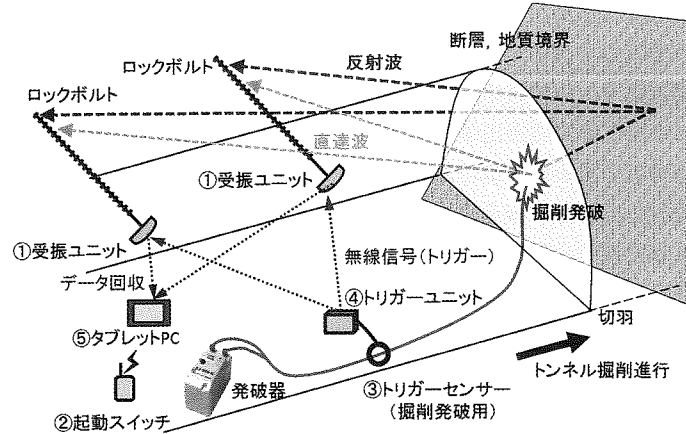 断層, 地質境界
ロックボルト
反射波
ロックボルト
直達波
①受振ユニット
掘削発破
①受振ユニット
無線信号(トリガー)
データ回収
④トリガーユニット
切羽
⑤タブレットPC
発破器
③トリガーセンサー
(掘削発破用)
トンネル掘削進行
②起動スイッチ